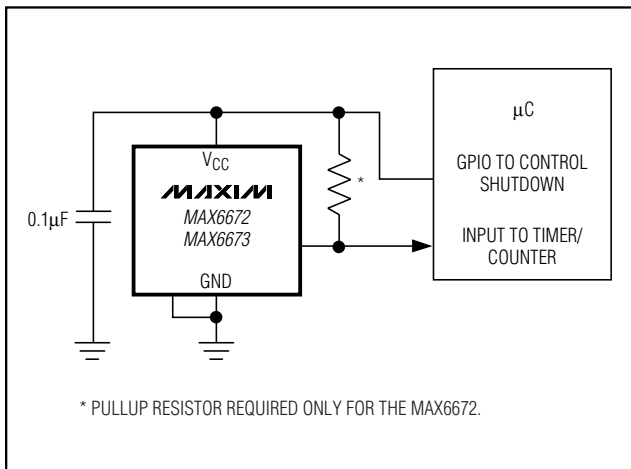 VCC
MAXIM
MAX6672
MAX6673
GND
0.1μF
*
μC
GPIO TO CONTROL
SHUTDOWN
INPUT TO TIMER/
COUNTER
* PULLUP RESISTOR REQUIRED ONLY FOR THE MAX6672.